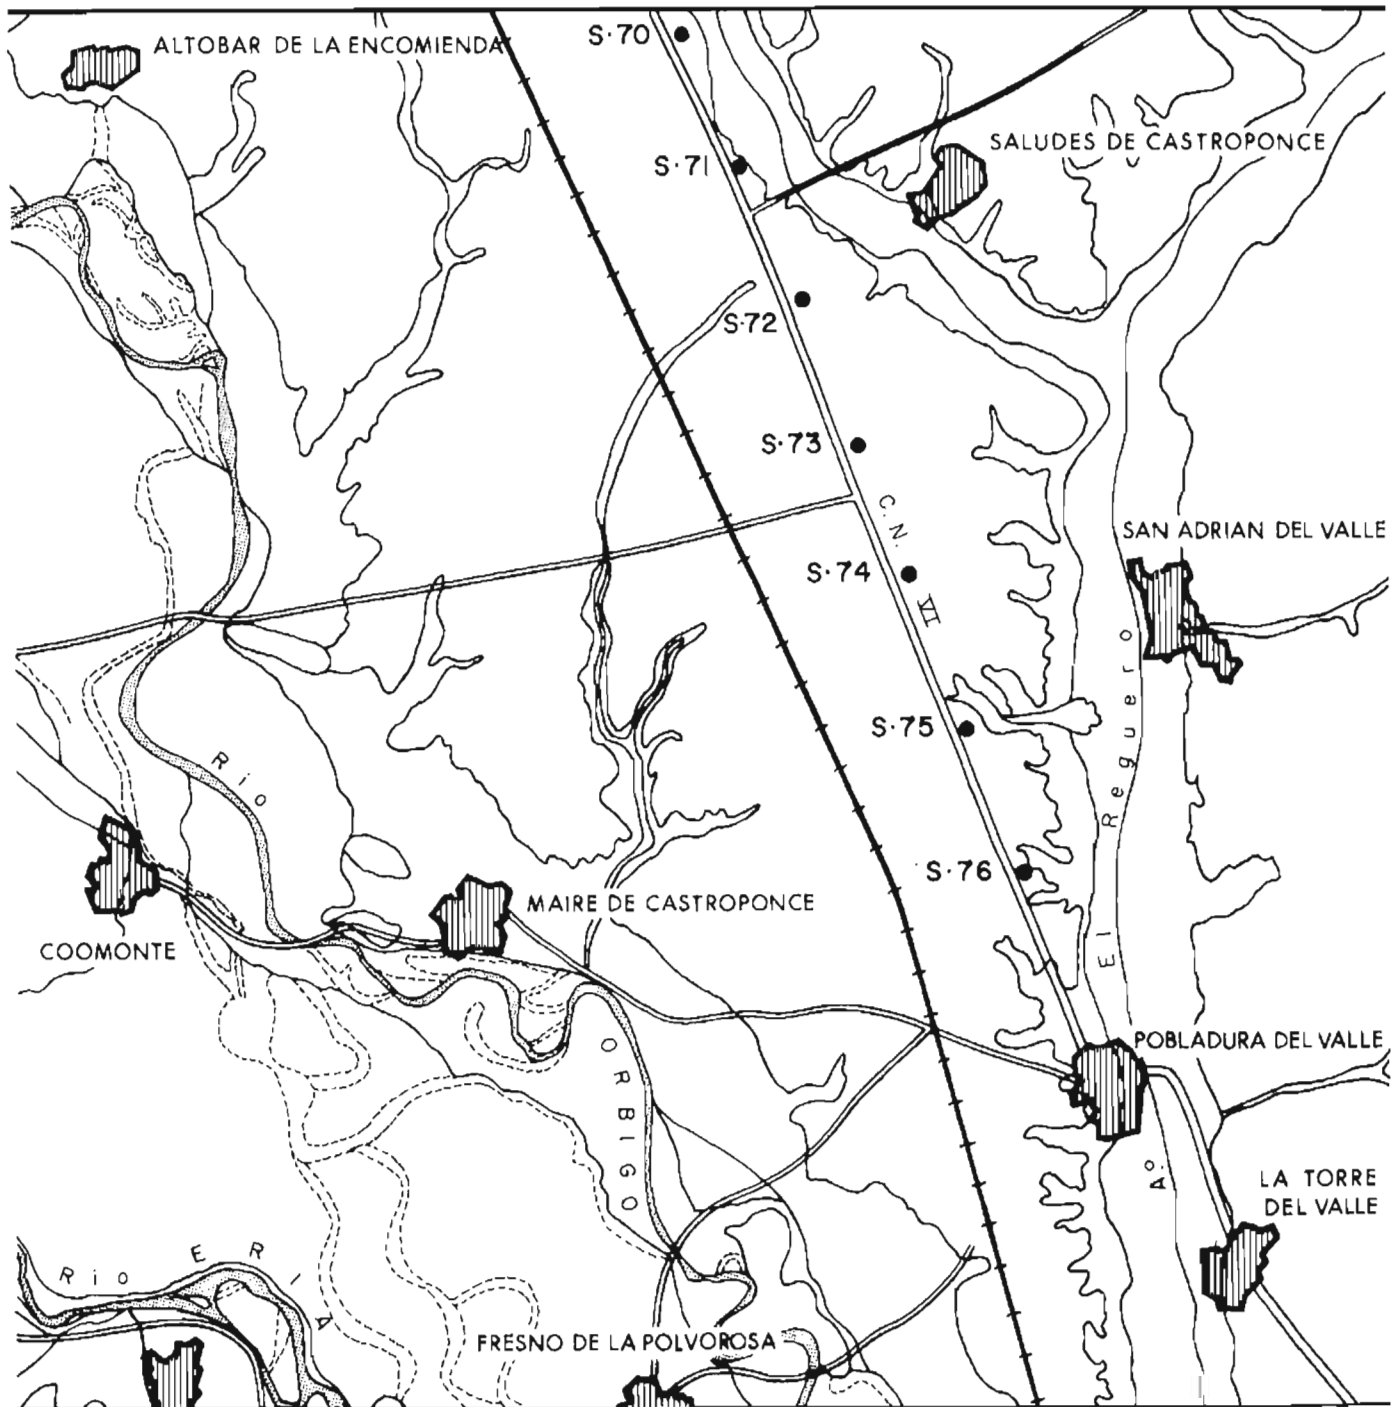 S·70
ALTOBAR DE LA ENCOMIENDA
SALUDES DE CASTROPONCE
S·71
S·72
S·73
C. N. VI
SAN ADRIAN DEL VALLE
S·74
S·75
Río
S·76
MAIRE DE CASTROPONCE
COOMONTE
A.º El Reguero
POBLADURA DEL VALLE
ORBIGO
LA TORRE
DEL VALLE
Río ERIA
FRESNO DE LA POLVOROSA